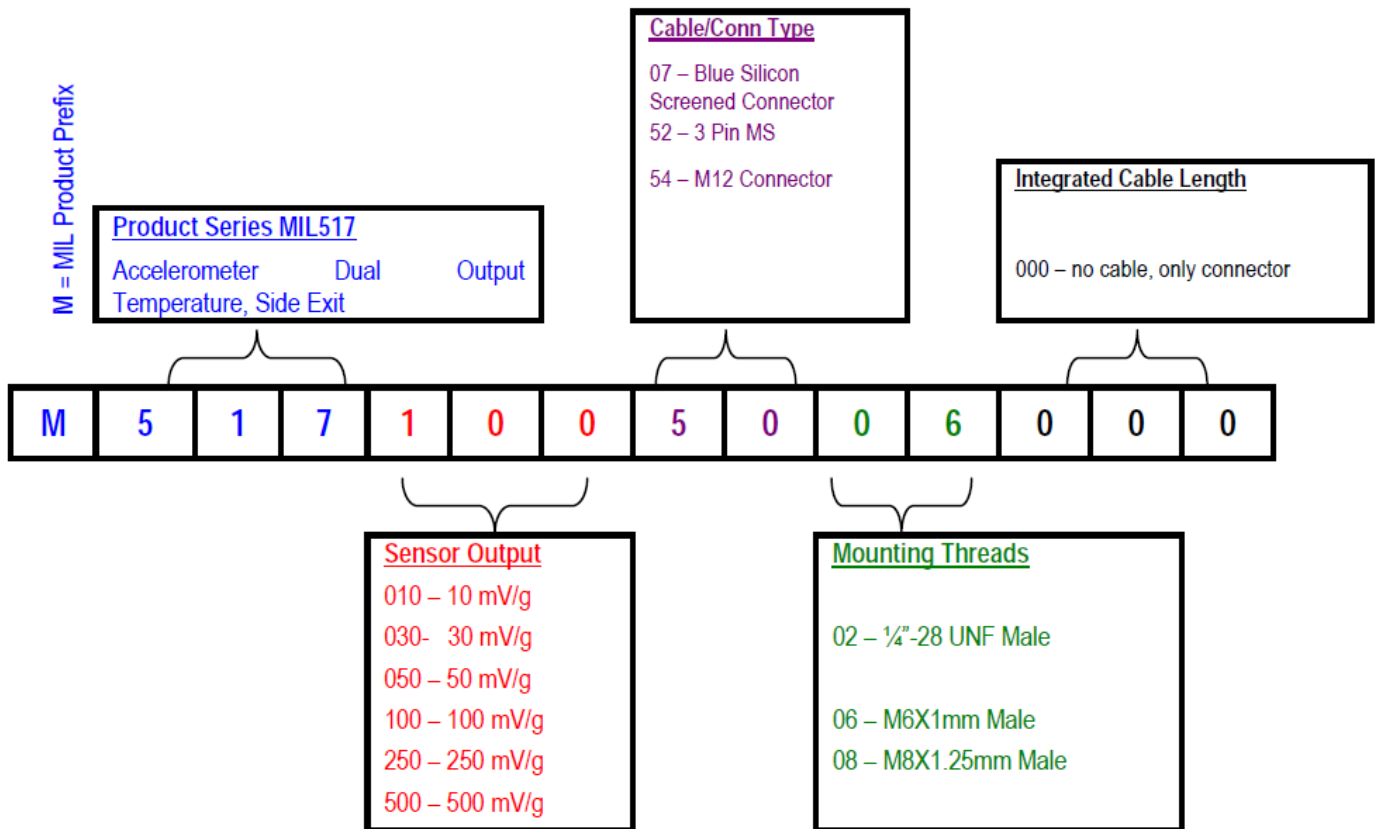 M = MIL Product Prefix
Product Series MIL517
Accelerometer Dual Output
Temperature, Side Exit
Cable/Conn Type
07 – Blue Silicon
Screened Connector
52 – 3 Pin MS
54 – M12 Connector
Integrated Cable Length
000 – no cable, only connector
M 5 1 7 1 0 0 5 0 0 6 0 0 0
Sensor Output
010 – 10 mV/g
030- 30 mV/g
050 – 50 mV/g
100 – 100 mV/g
250 – 250 mV/g
500 – 500 mV/g
Mounting Threads
02 – ¼”-28 UNF Male
06 – M6X1mm Male
08 – M8X1.25mm Male